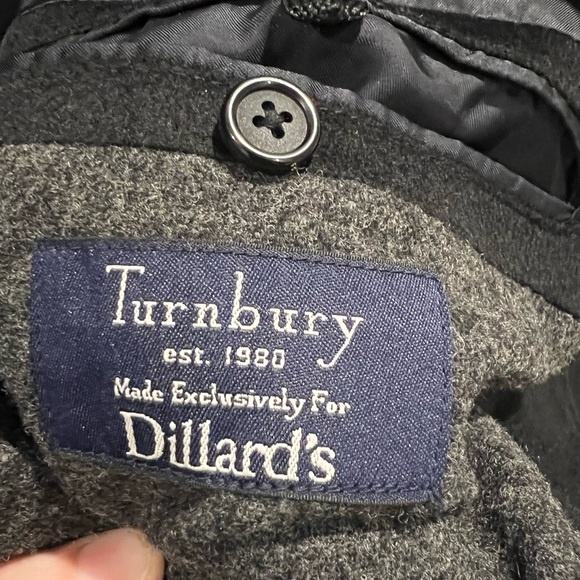 Turnbury
est. 1980
Made Exclusively For
Dillard's